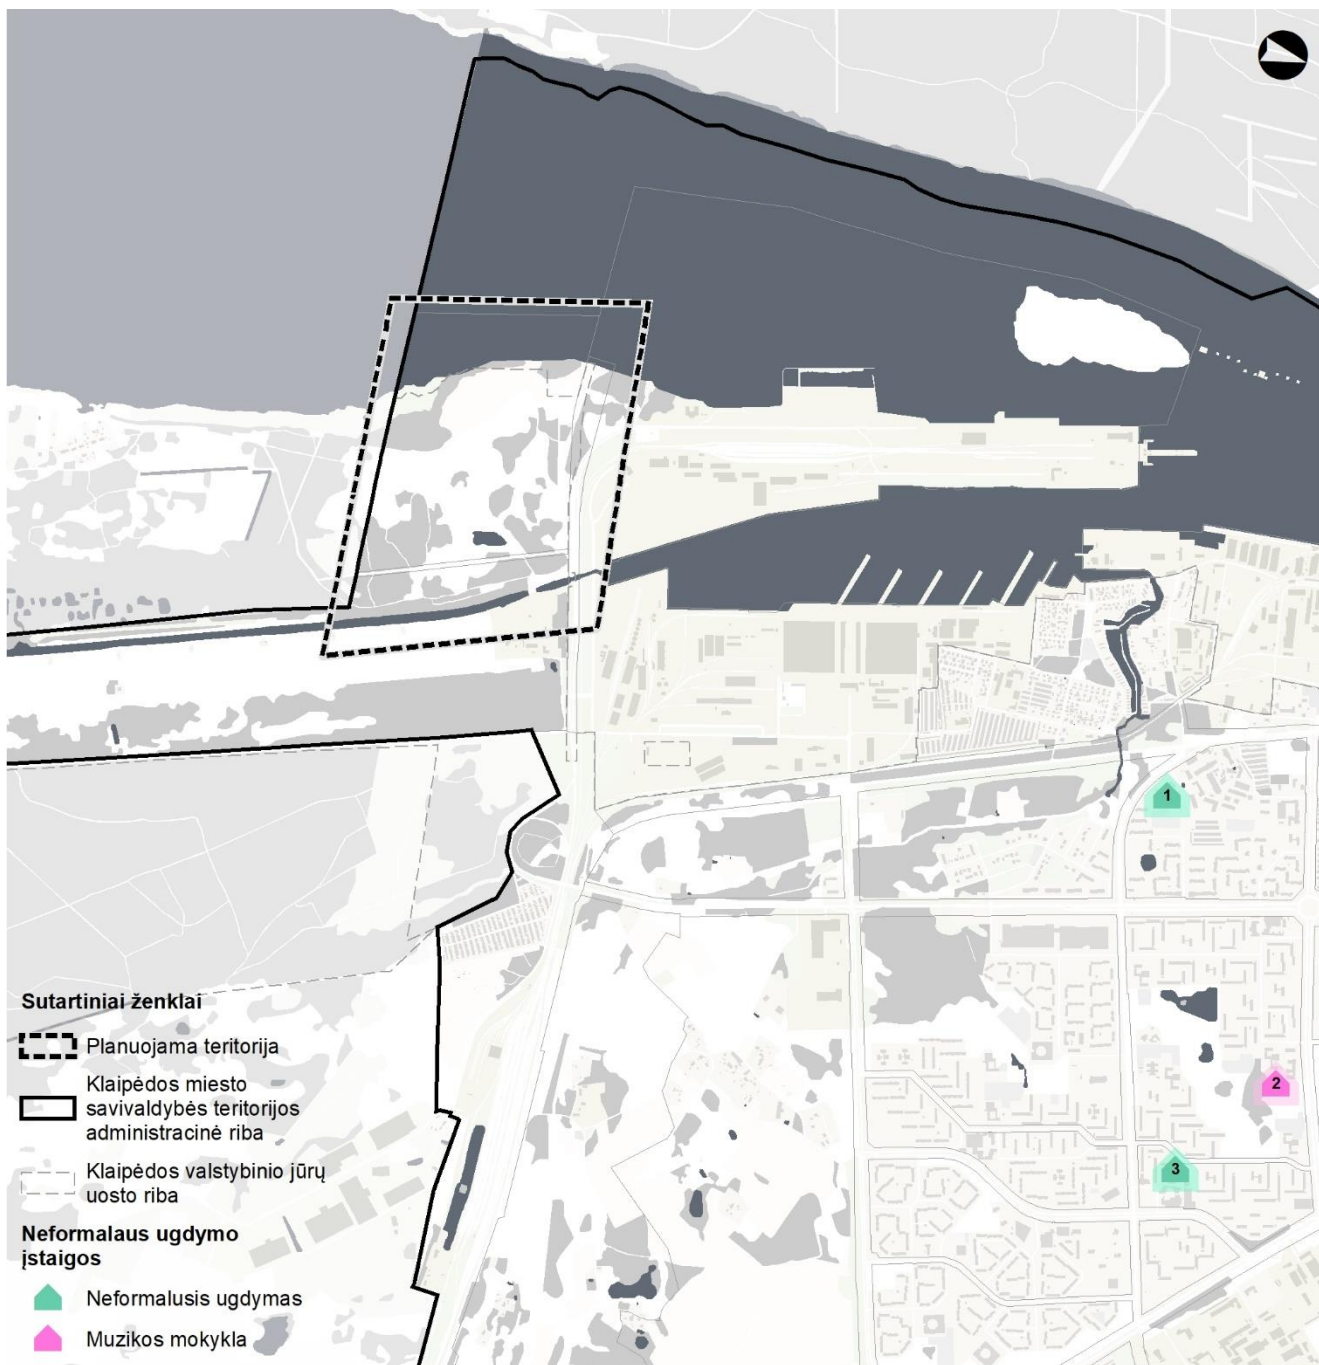 1
2
3
Sutartiniai ženklai
Planuojama teritorija
Klaipėdos miesto
savivaldybės teritorijos
administracinė riba
Klaipėdos valstybinio jūrų
uosto riba
Neformalaus ugdymo
įstaigos
Neformalusis ugdymas
Muzikos mokykla